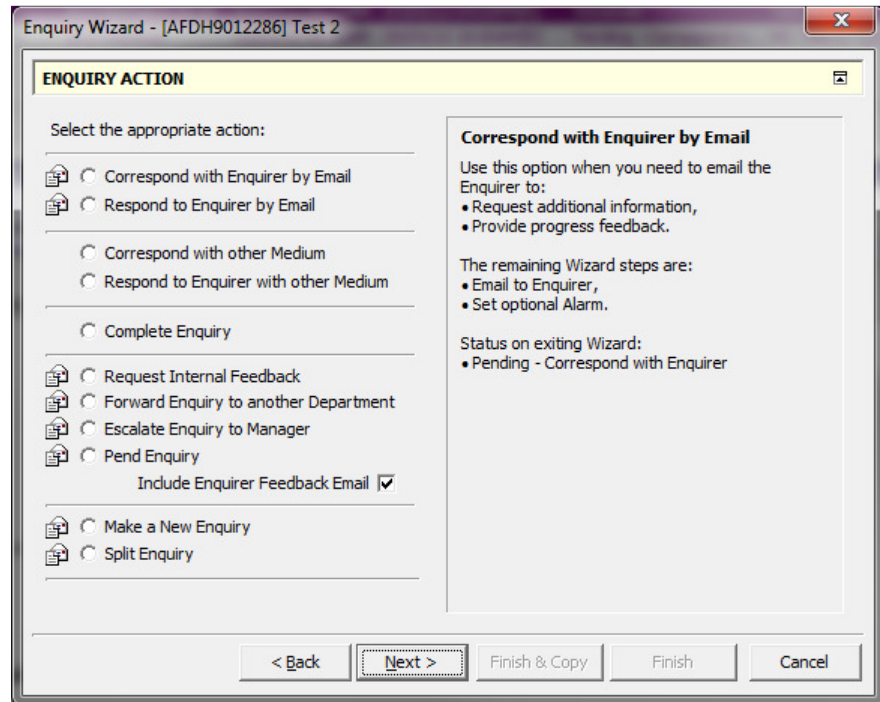 Enquiry Wizard - [AFDH9012286] Test 2
ENQUIRY ACTION
Select the appropriate action:
Correspond with Enquirer by Email
Respond to Enquirer by Email
Correspond with other Medium
Respond to Enquirer with other Medium
Complete Enquiry
Request Internal Feedback
Forward Enquiry to another Department
Escalate Enquiry to Manager
Pend Enquiry
Include Enquirer Feedback Email
Make a New Enquiry
Split Enquiry
Correspond with Enquirer by Email
Use this option when you need to email the
Enquirer to:
• Request additional information,
• Provide progress feedback.
The remaining Wizard steps are:
• Email to Enquirer,
• Set optional Alarm.
Status on exiting Wizard:
• Pending - Correspond with Enquirer
< Back
Next >
Finish & Copy
Finish
Cancel